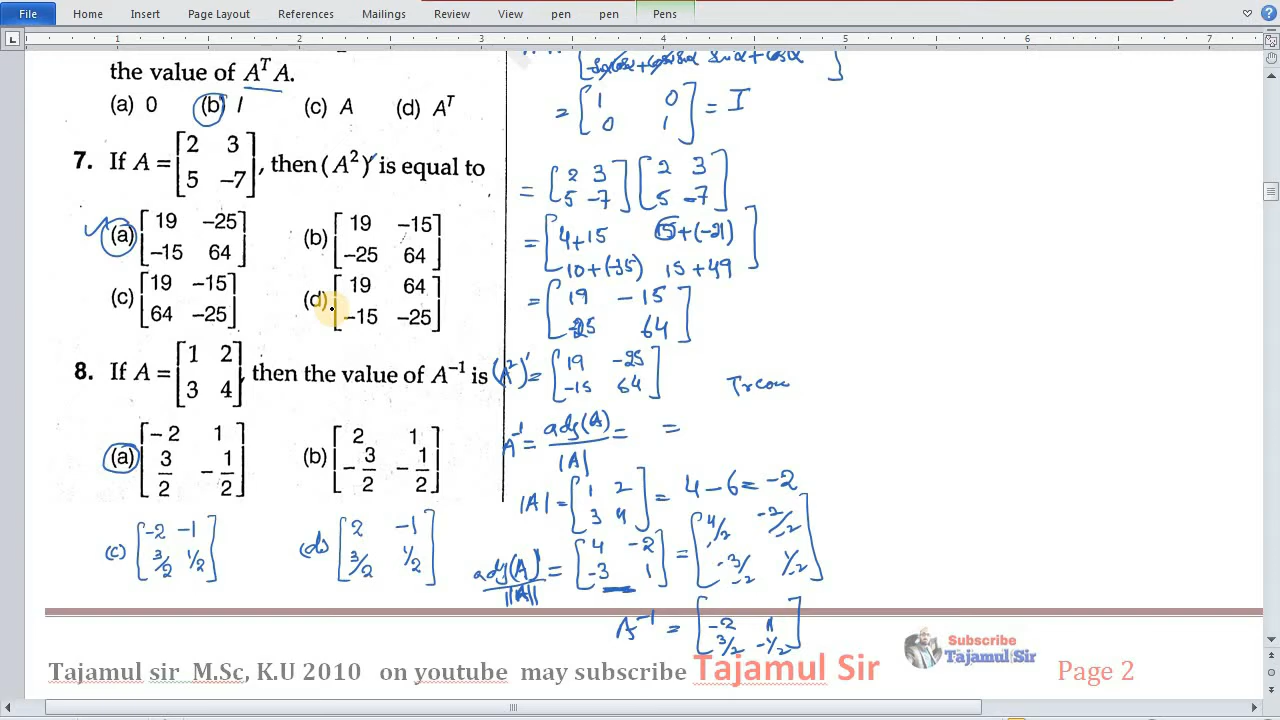 File Home Insert Page Layout References Mailings Review View pen pen Pens
1 2 3 4 5 6 7
the value of A^T A.
(a) 0 (b) I (c) A (d) A^T
7. If A = [2 3; 5 -7], then (A²)' is equal to
(a) [19 -25; -15 64] (b) [19 -15; -25 64]
(c) [19 -15; 64 -25] (d) [19 64; -15 -25]
8. If A = [1 2; 3 4], then the value of A⁻¹ is
(a) [-2 1; 3/2 -1/2] (b) [2 1; -3/2 -1/2]
(c) [-2 -1; 3/2 1/2] (d) [2 -1; 3/2 1/2]
= [1 0; 0 1] = I
= [2 3; 5 -7] [2 3; 5 -7]
= [4+15 15+(-21); 10+(-35) 15+49]
= [19 -15; -25 64]
(A²)' = [19 -25; -15 64]
A⁻¹ = adj(A)/|A| = =
|A| = [1 2; 3 4] = 4-6 = -2
adj(A)/||A|| = [4 -2; -3 1] = [4/-2 -2/-2; -3/-2 1/-2]
A⁻¹ = [-2 1; 3/2 -1/2]
Subscribe
Tajamul Sir
Tajamul sir M.Sc, K.U 2010 on youtube may subscribe Tajamul Sir Page 2